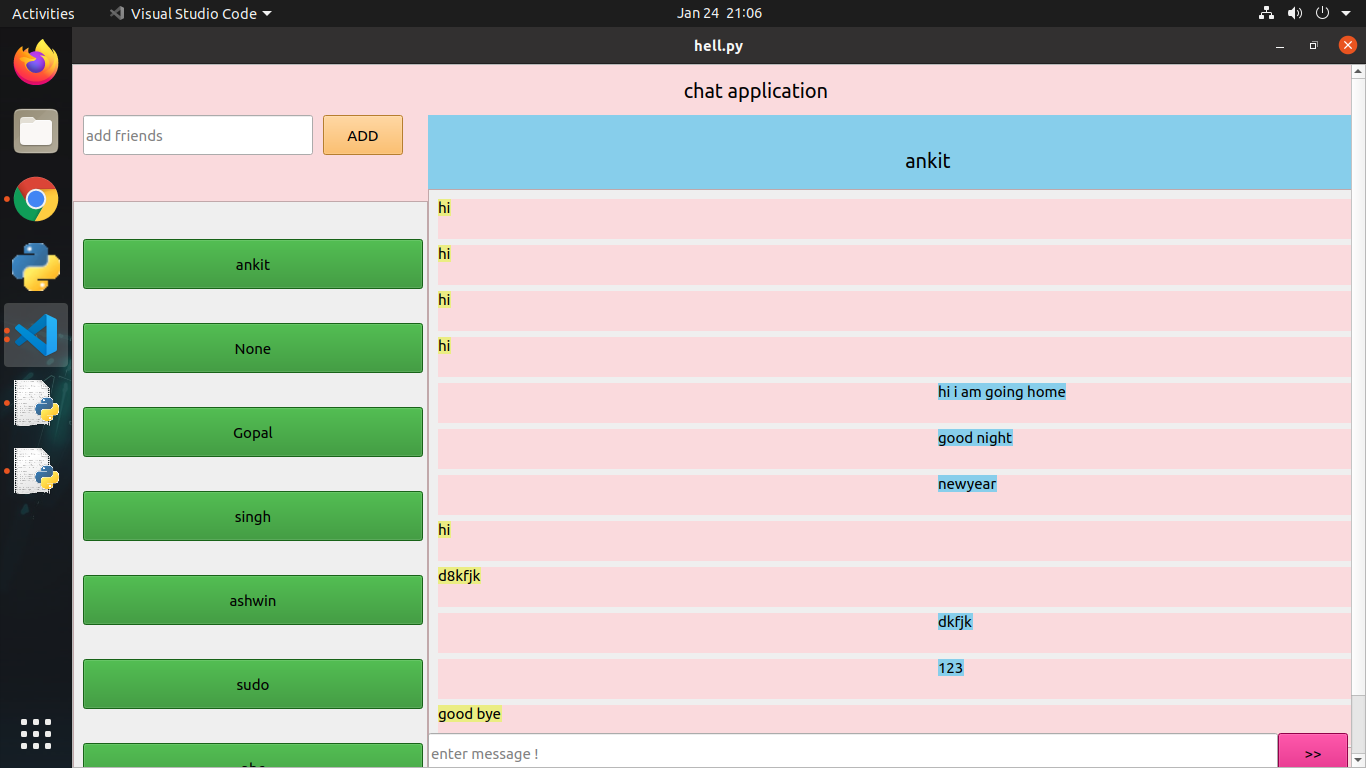 Activities
Visual Studio Code
Jan 24 21:06
hell.py
chat application
add friends
ADD
ankit
None
Gopal
singh
ashwin
sudo
ankit
hi
hi
hi
hi
hi i am going home
good night
newyear
hi
d8kfjk
dkfjk
123
good bye
enter message !
>>